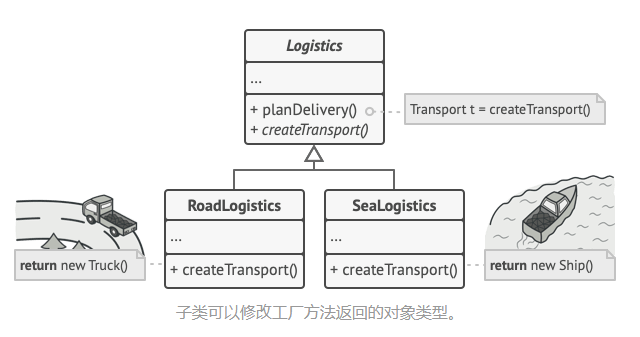 Logistics
...
+ planDelivery()
+ createTransport()
Transport t = createTransport()
RoadLogistics
...
+ createTransport()
SeaLogistics
...
+ createTransport()
return new Truck()
return new Ship()
子类可以修改工厂方法返回的对象类型。